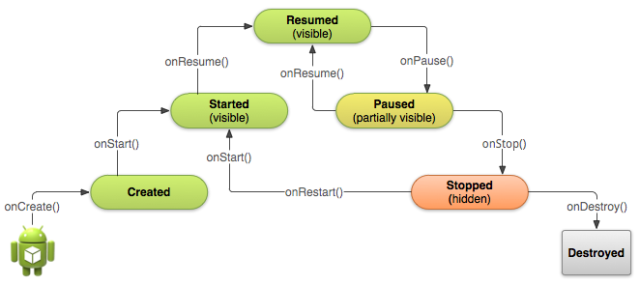 Resumed
(visible)
onResume()
onPause()
onResume()
Started
(visible)
Paused
(partially visible)
onStart()
onStart()
onStop()
Created
onRestart()
Stopped
(hidden)
onCreate()
onDestroy()
Destroyed